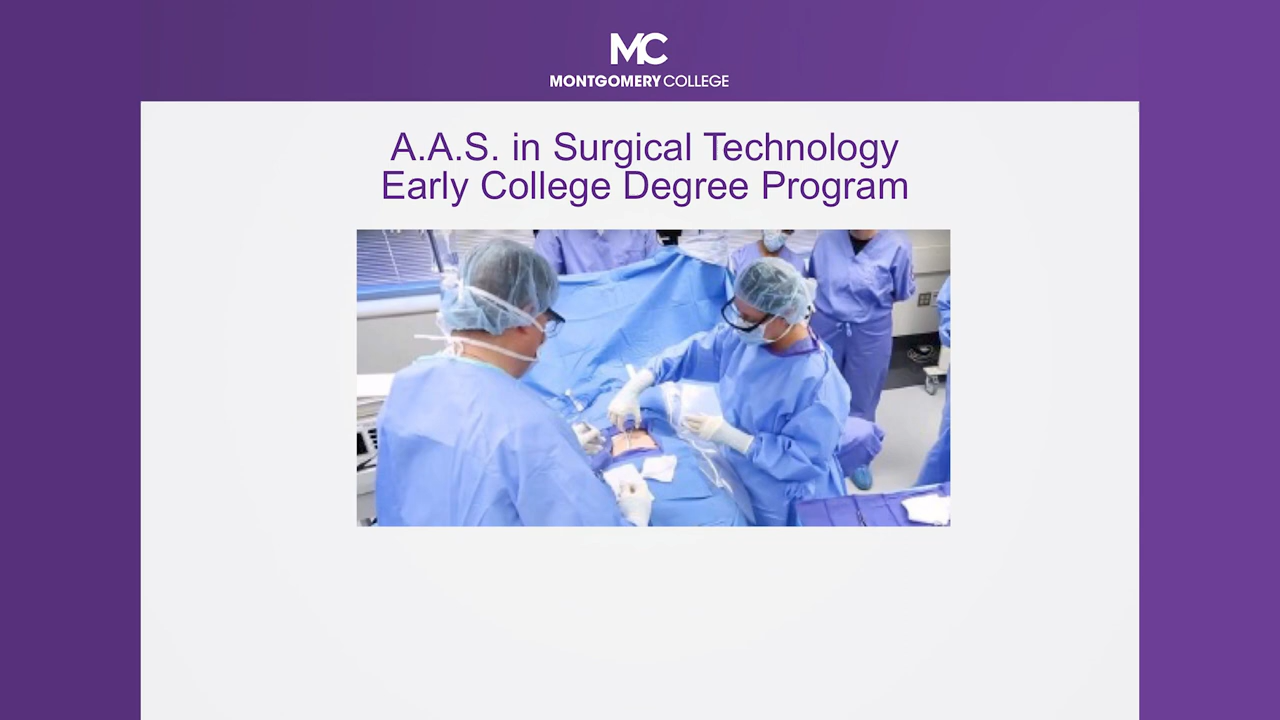 MC
MONTGOMERY COLLEGE
A.A.S. in Surgical Technology
Early College Degree Program